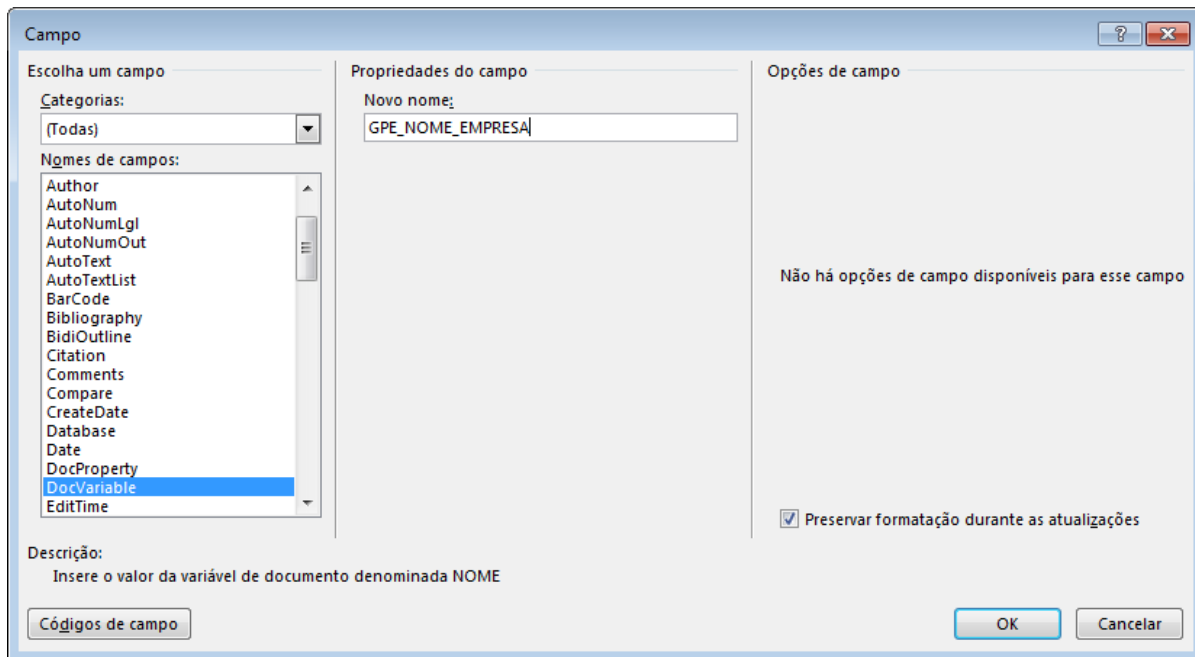 Campo
Escolha um campo
Categorias:
(Todas)
Nomes de campos:
Author
AutoNum
AutoNumLgl
AutoNumOut
AutoText
AutoTextList
BarCode
Bibliography
BidiOutline
Citation
Comments
Compare
CreateDate
Database
Date
DocProperty
DocVariable
EditTime
Propriedades do campo
Novo nome:
GPE_NOME_EMPRESA
Opções de campo
Não há opções de campo disponíveis para esse campo
Preservar formatação durante as atualizações
Descrição:
Insere o valor da variável de documento denominada NOME
Códigos de campo
OK
Cancelar